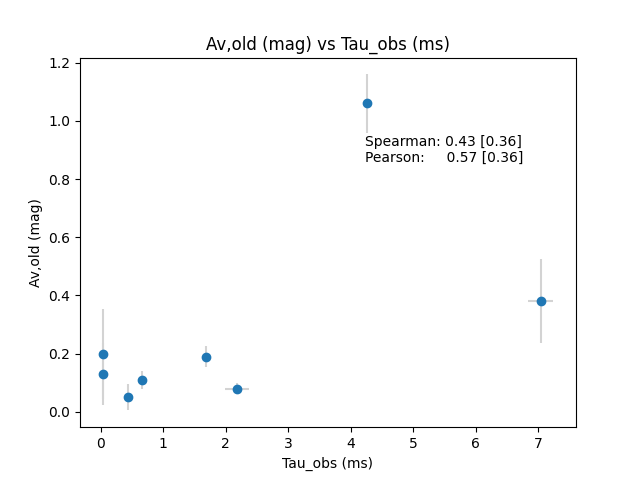 Av,old (mag) vs Tau_obs (ms)
1.2
1.0
Spearman: 0.43 [0.36]
Pearson: 0.57 [0.36]
0.8
0.6
0.4
0.2
0.0
Av,old (mag)
0 1 2 3 4 5 6 7
Tau_obs (ms)